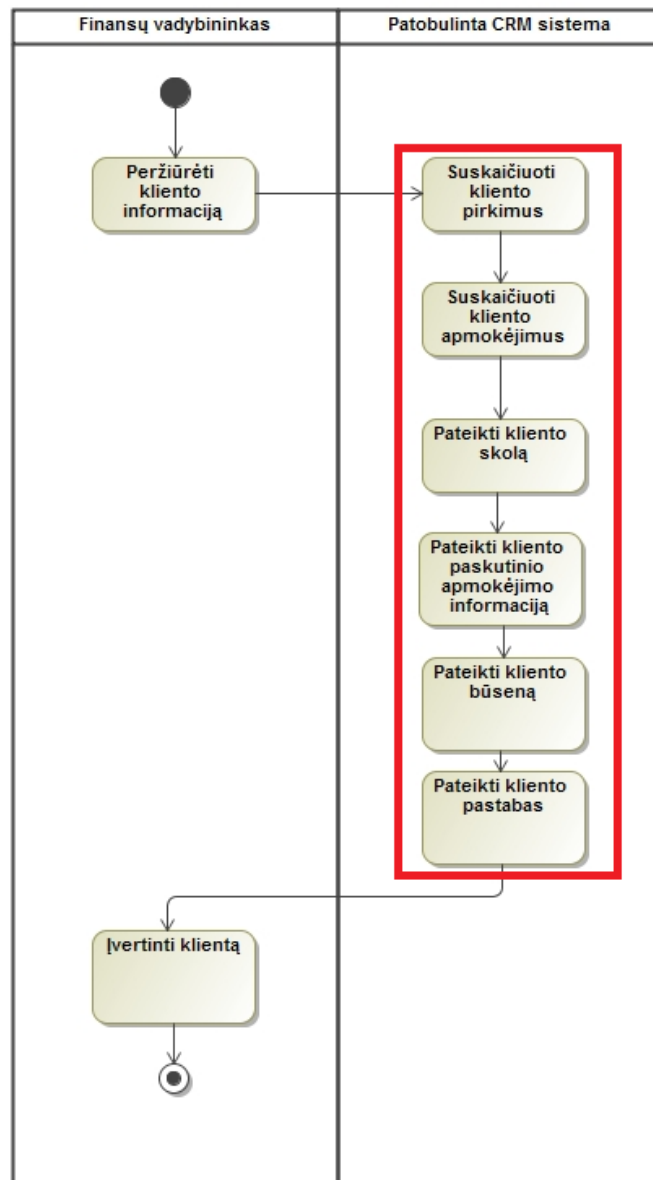 Finansų vadybininkas
Patobulinta CRM sistema
Peržiūrėti
kliento
informaciją
Suskaičiuoti
kliento
pirkimus
Suskaičiuoti
kliento
apmokėjimus
Pateikti kliento
skolą
Pateikti kliento
paskutinio
apmokėjimo
informaciją
Pateikti kliento
būseną
Pateikti kliento
pastabas
Įvertinti klientą